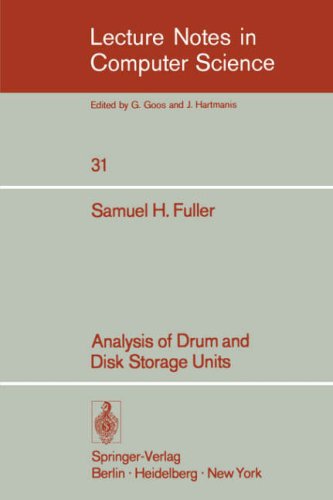 Lecture Notes in
Computer Science
Edited by G. Goos and J. Hartmanis
31
Samuel H. Fuller
Analysis of Drum and
Disk Storage Units
Springer-Verlag
Berlin · Heidelberg · New York